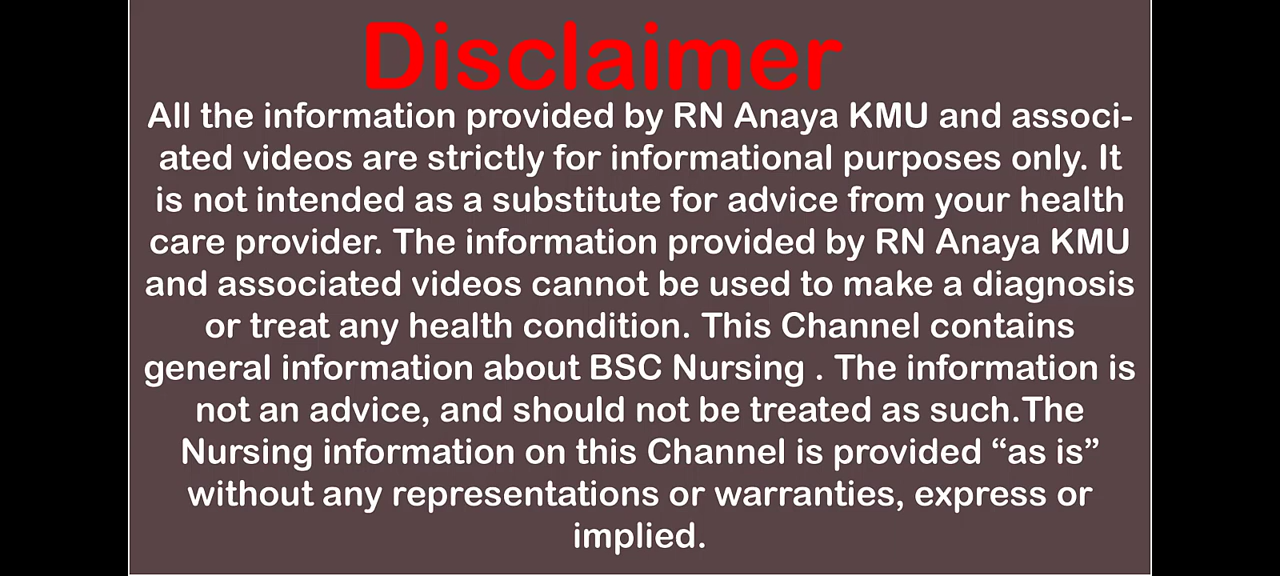 Disclaimer
All the information provided by RN Anaya KMU and associ-
ated videos are strictly for informational purposes only. It
is not intended as a substitute for advice from your health
care provider. The information provided by RN Anaya KMU
and associated videos cannot be used to make a diagnosis
or treat any health condition. This Channel contains
general information about BSC Nursing . The information is
not an advice, and should not be treated as such.The
Nursing information on this Channel is provided “as is”
without any representations or warranties, express or
implied.